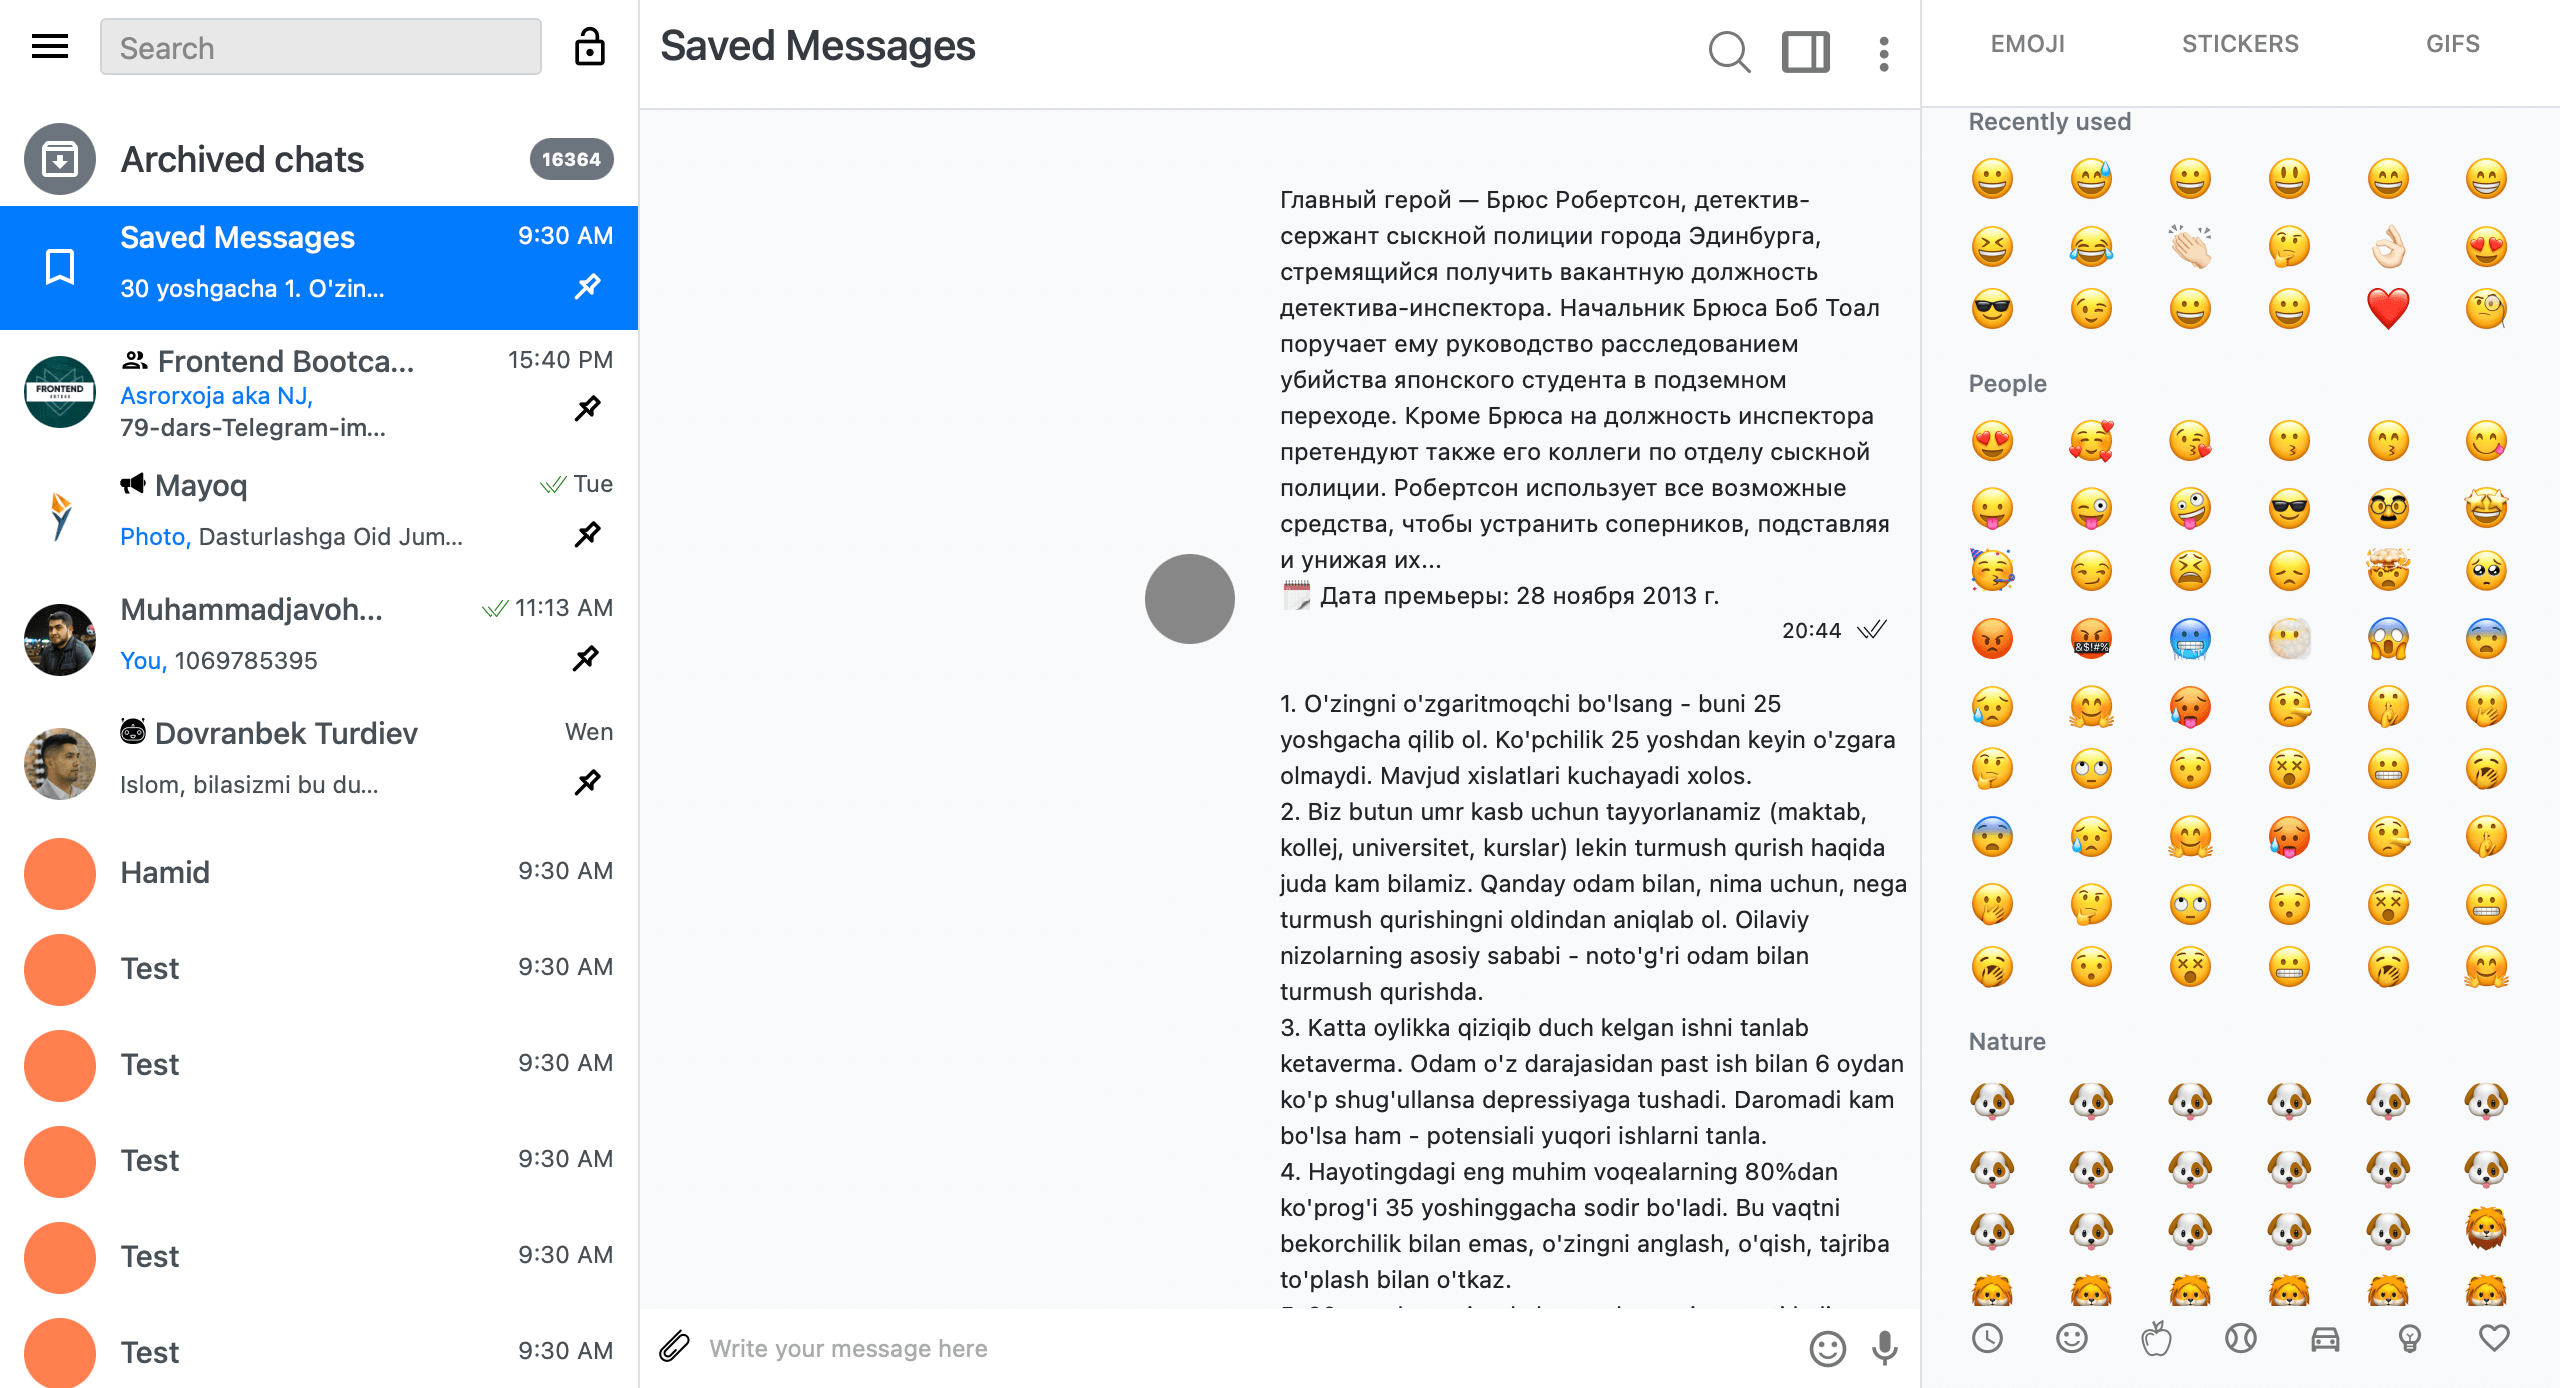 Search
Archived chats
16364
Saved Messages
9:30 AM
30 yoshgacha 1. O'zin...
FRONTEND
Frontend Bootca...
15:40 PM
Asrorxoja aka NJ,
79-dars-Telegram-im...
Mayoq
Tue
Photo, Dasturlashga Oid Jum...
Muhammadjavoh...
11:13 AM
You, 1069785395
Dovranbek Turdiev
Wen
Islom, bilasizmi bu du...
Hamid
9:30 AM
Test
9:30 AM
Test
9:30 AM
Test
9:30 AM
Test
9:30 AM
Test
9:30 AM
Saved Messages
Главный герой — Брюс Робертсон, детектив-
сержант сыскной полиции города Эдинбурга,
стремящийся получить вакантную должность
детектива-инспектора. Начальник Брюса Боб Тоал
поручает ему руководство расследованием
убийства японского студента в подземном
переходе. Кроме Брюса на должность инспектора
претендуют также его коллеги по отделу сыскной
полиции. Робертсон использует все возможные
средства, чтобы устранить соперников, подставляя
и унижая их...
Дата премьеры: 28 ноября 2013 г.
20:44
1. O'zingni o'zgaritmoqchi bo'lsang - buni 25
yoshgacha qilib ol. Ko'pchilik 25 yoshdan keyin o'zgara
olmaydi. Mavjud xislatlari kuchayadi xolos.
2. Biz butun umr kasb uchun tayyorlanamiz (maktab,
kollej, universitet, kurslar) lekin turmush qurish haqida
juda kam bilamiz. Qanday odam bilan, nima uchun, nega
turmush qurishingni oldindan aniqlab ol. Oilaviy
nizolarning asosiy sababi - noto'g'ri odam bilan
turmush qurishda.
3. Katta oylikka qiziqib duch kelgan ishni tanlab
ketaverma. Odam o'z darajasidan past ish bilan 6 oydan
ko'p shug'ullansa depressiyaga tushadi. Daromadi kam
bo'lsa ham - potensiali yuqori ishlarni tanla.
4. Hayotingdagi eng muhim voqealarning 80%dan
ko'prog'i 35 yoshinggacha sodir bo'ladi. Bu vaqtni
bekorchilik bilan emas, o'zingni anglash, o'qish, tajriba
to'plash bilan o'tkaz.
Write your message here
EMOJI
STICKERS
GIFS
Recently used
People
&$!#%
Nature